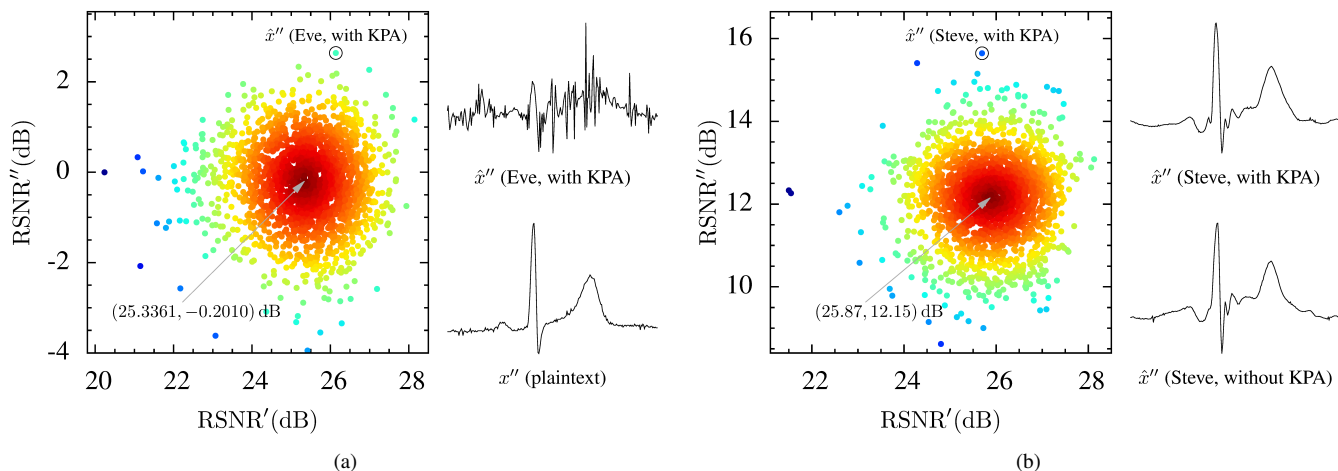 x̂″ (Eve, with KPA)
2
0
-2
-4
RSNR″(dB)
(25.3361, −0.2010) dB
20
22
24
26
28
RSNR′(dB)
x̂″ (Eve, with KPA)
x″ (plaintext)
(a)
x̂″ (Steve, with KPA)
16
14
12
10
RSNR″(dB)
(25.87, 12.15) dB
22
24
26
28
RSNR′(dB)
x̂″ (Steve, with KPA)
x̂″ (Steve, without KPA)
(b)